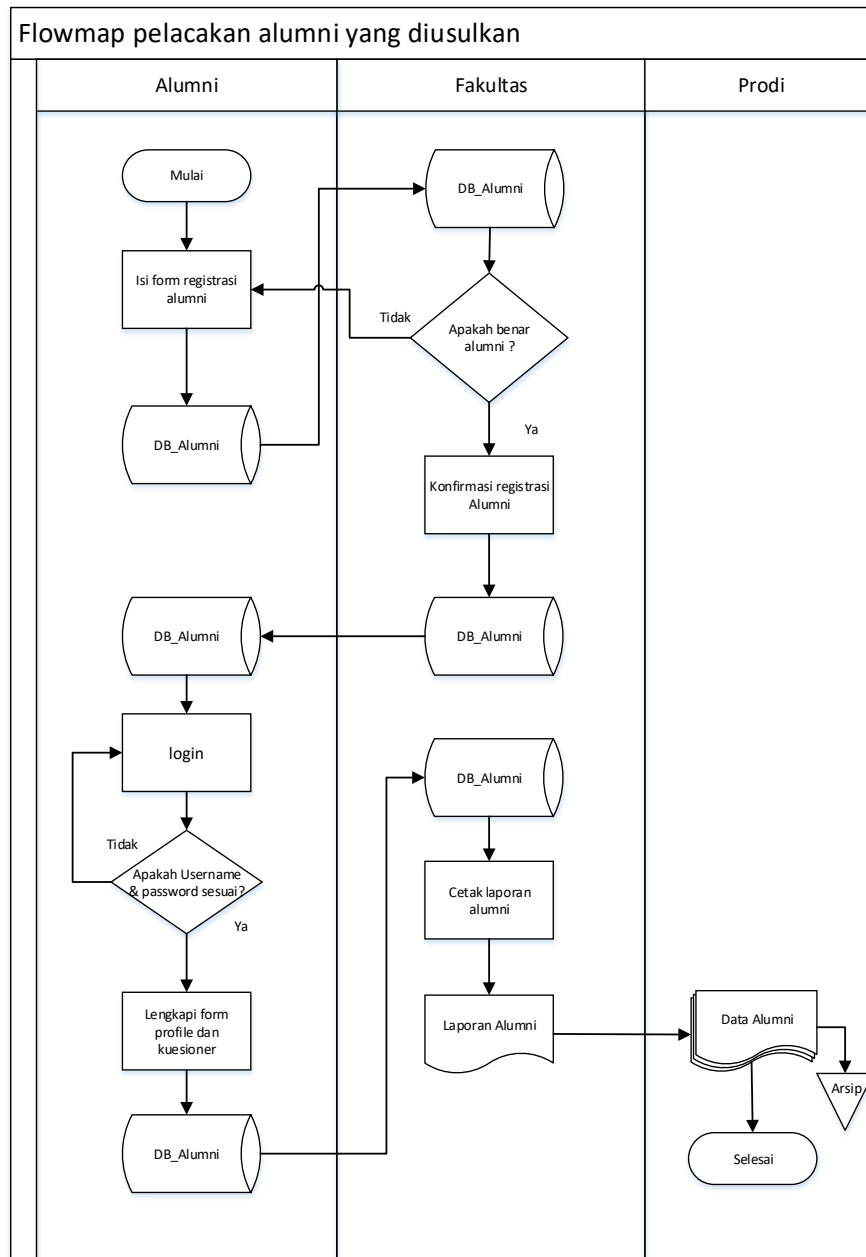 Flowmap pelacakan alumni yang diusulkan
Alumni
Fakultas
Prodi
Mulai
DB_Alumni
Isi form registrasi
alumni
Tidak
Apakah benar
alumni ?
DB_Alumni
Ya
Konfirmasi registrasi
Alumni
DB_Alumni
DB_Alumni
login
DB_Alumni
Tidak
Apakah Username
& password sesuai?
Cetak laporan
alumni
Ya
Lengkapi form
profile dan
kuesioner
Laporan Alumni
Data Alumni
Arsip
DB_Alumni
Selesai